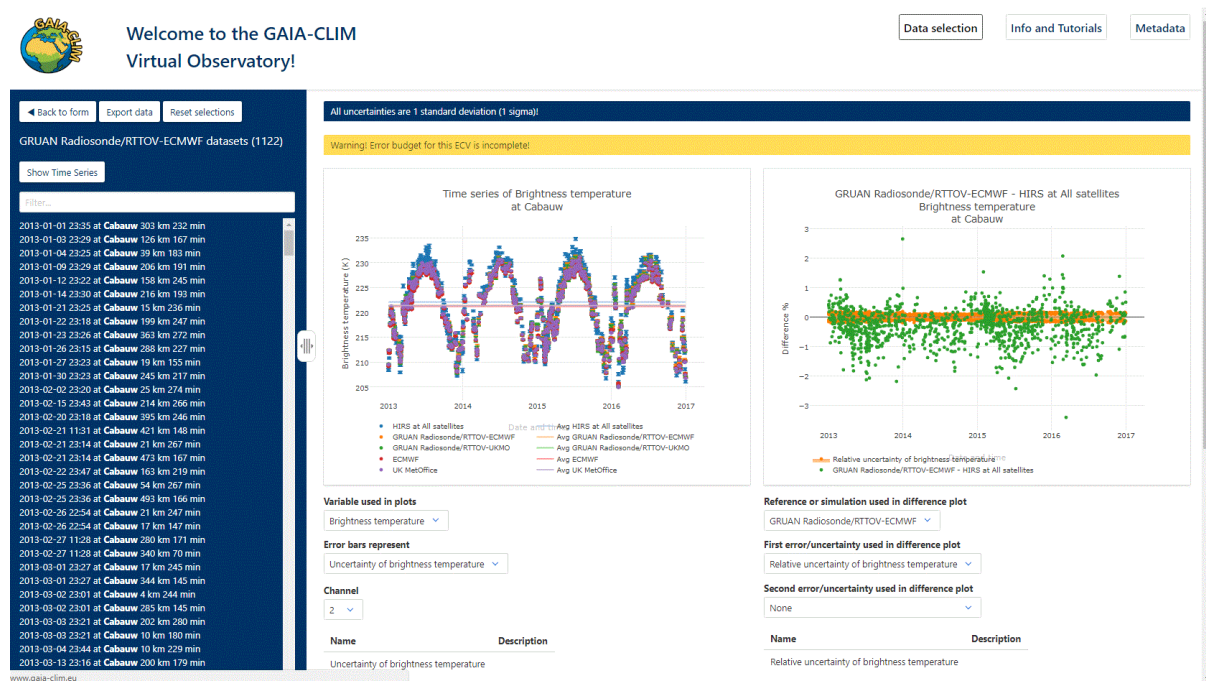 GAIA-CLIM
Welcome to the GAIA-CLIM
Virtual Observatory!
Data selection
Info and Tutorials
Metadata
◀ Back to form
Export data
Reset selections
GRUAN Radiosonde/RTTOV-ECMWF datasets (1122)
Show Time Series
Filter...
2013-01-01 23:35 at Cabauw 303 km 232 min
2013-01-03 23:29 at Cabauw 126 km 167 min
2013-01-04 23:25 at Cabauw 39 km 183 min
2013-01-09 23:29 at Cabauw 206 km 191 min
2013-01-12 23:22 at Cabauw 158 km 245 min
2013-01-14 23:30 at Cabauw 216 km 193 min
2013-01-21 23:25 at Cabauw 15 km 236 min
2013-01-22 23:18 at Cabauw 199 km 247 min
2013-01-23 23:26 at Cabauw 363 km 272 min
2013-01-26 23:15 at Cabauw 288 km 227 min
2013-01-27 23:23 at Cabauw 19 km 155 min
2013-01-30 23:23 at Cabauw 245 km 217 min
2013-02-02 23:20 at Cabauw 25 km 274 min
2013-02-15 23:43 at Cabauw 214 km 266 min
2013-02-20 23:18 at Cabauw 395 km 246 min
2013-02-21 11:31 at Cabauw 421 km 148 min
2013-02-21 23:14 at Cabauw 21 km 267 min
2013-02-21 23:14 at Cabauw 473 km 167 min
2013-02-22 23:47 at Cabauw 163 km 219 min
2013-02-25 23:36 at Cabauw 54 km 267 min
2013-02-25 23:36 at Cabauw 493 km 166 min
2013-02-26 22:54 at Cabauw 21 km 247 min
2013-02-26 22:54 at Cabauw 17 km 147 min
2013-02-27 11:28 at Cabauw 280 km 171 min
2013-02-27 11:28 at Cabauw 340 km 70 min
2013-03-01 23:27 at Cabauw 17 km 245 min
2013-03-01 23:27 at Cabauw 344 km 145 min
2013-03-02 23:01 at Cabauw 4 km 244 min
2013-03-02 23:01 at Cabauw 285 km 145 min
2013-03-03 23:21 at Cabauw 202 km 280 min
2013-03-03 23:21 at Cabauw 10 km 180 min
2013-03-04 23:44 at Cabauw 10 km 229 min
2013-03-13 23:16 at Cabauw 200 km 179 min
www.gaia-clim.eu
All uncertainties are 1 standard deviation (1 sigma)!
Warning! Error budget for this ECV is incomplete!
Time series of Brightness temperature
at Cabauw
Brightness temperature (K)
235
230
225
220
215
210
205
2013
2014
2015
2016
2017
HIRS at All satellites
GRUAN Radiosonde/RTTOV-ECMWF
GRUAN Radiosonde/RTTOV-UKMO
ECMWF
UK MetOffice
Avg HIRS at All satellites
Avg GRUAN Radiosonde/RTTOV-ECMWF
Avg GRUAN Radiosonde/RTTOV-UKMO
Avg ECMWF
Avg UK MetOffice
Variable used in plots
Brightness temperature
Error bars represent
Uncertainty of brightness temperature
Channel
2
Name Description
Uncertainty of brightness temperature
GRUAN Radiosonde/RTTOV-ECMWF - HIRS at All satellites
Brightness temperature
at Cabauw
Difference %
3
2
1
0
−1
−2
−3
2013
2014
2015
2016
2017
Relative uncertainty of brightness temperature
GRUAN Radiosonde/RTTOV-ECMWF - HIRS at All satellites
Reference or simulation used in difference plot
GRUAN Radiosonde/RTTOV-ECMWF
First error/uncertainty used in difference plot
Relative uncertainty of brightness temperature
Second error/uncertainty used in difference plot
None
Name Description
Relative uncertainty of brightness temperature